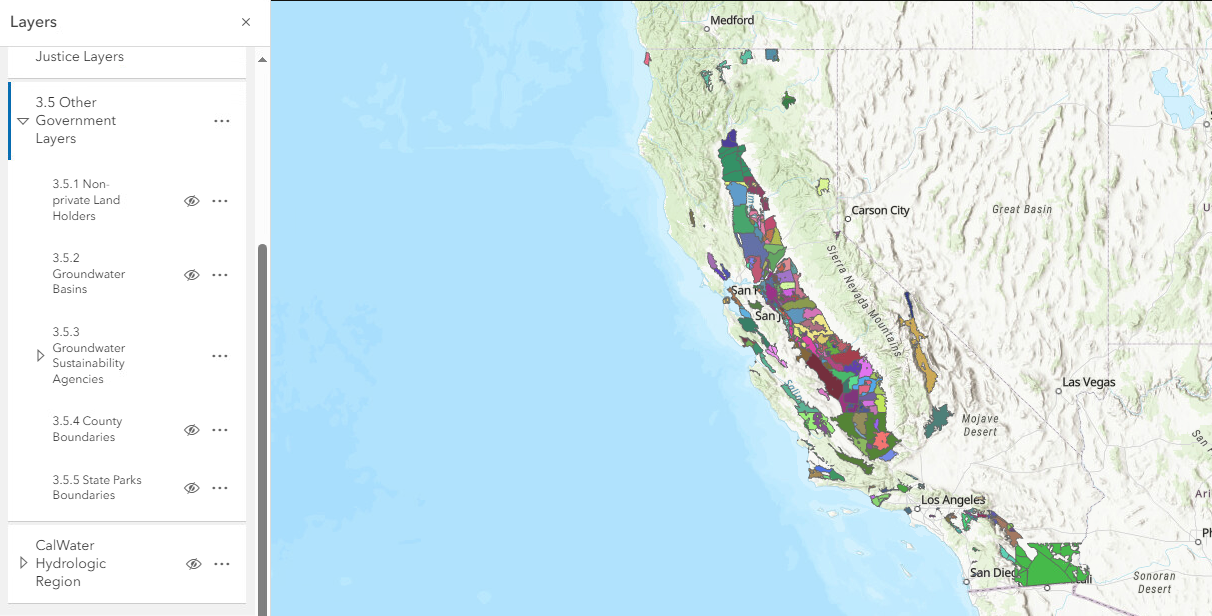 Layers
Justice Layers
3.5 Other
Government
Layers
3.5.1 Non-
private Land
Holders
3.5.2
Groundwater
Basins
3.5.3
Groundwater
Sustainability
Agencies
3.5.4 County
Boundaries
3.5.5 State Parks
Boundaries
CalWater
Hydrologic
Region
Medford
Carson City
Great Basin
Sierra Nevada Mountains
San F
San J
Las Vegas
Mojave
Desert
San
Ari
Los Angeles
Ph
San Dieg
ali
Sonoran
Desert